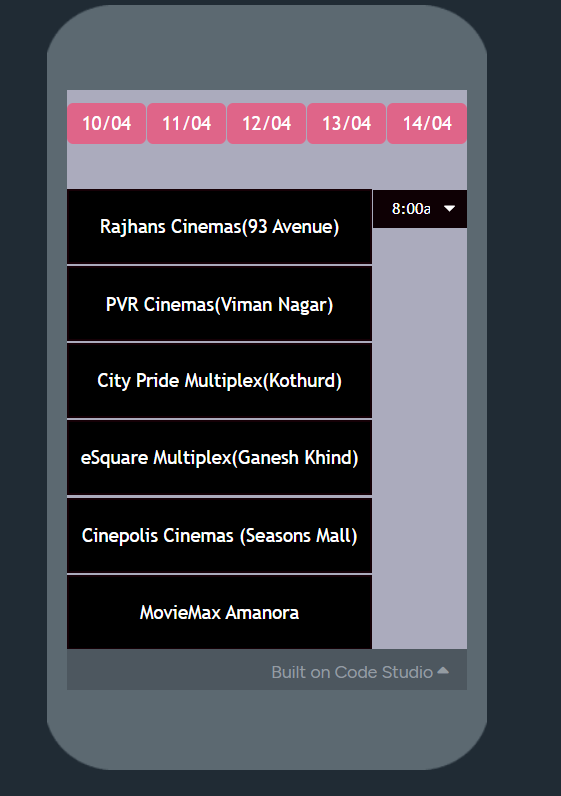 10/04 11/04 12/04 13/04 14/04
Rajhans Cinemas(93 Avenue) 8:00a
PVR Cinemas(Viman Nagar)
City Pride Multiplex(Kothurd)
eSquare Multiplex(Ganesh Khind)
Cinepolis Cinemas (Seasons Mall)
MovieMax Amanora
Built on Code Studio